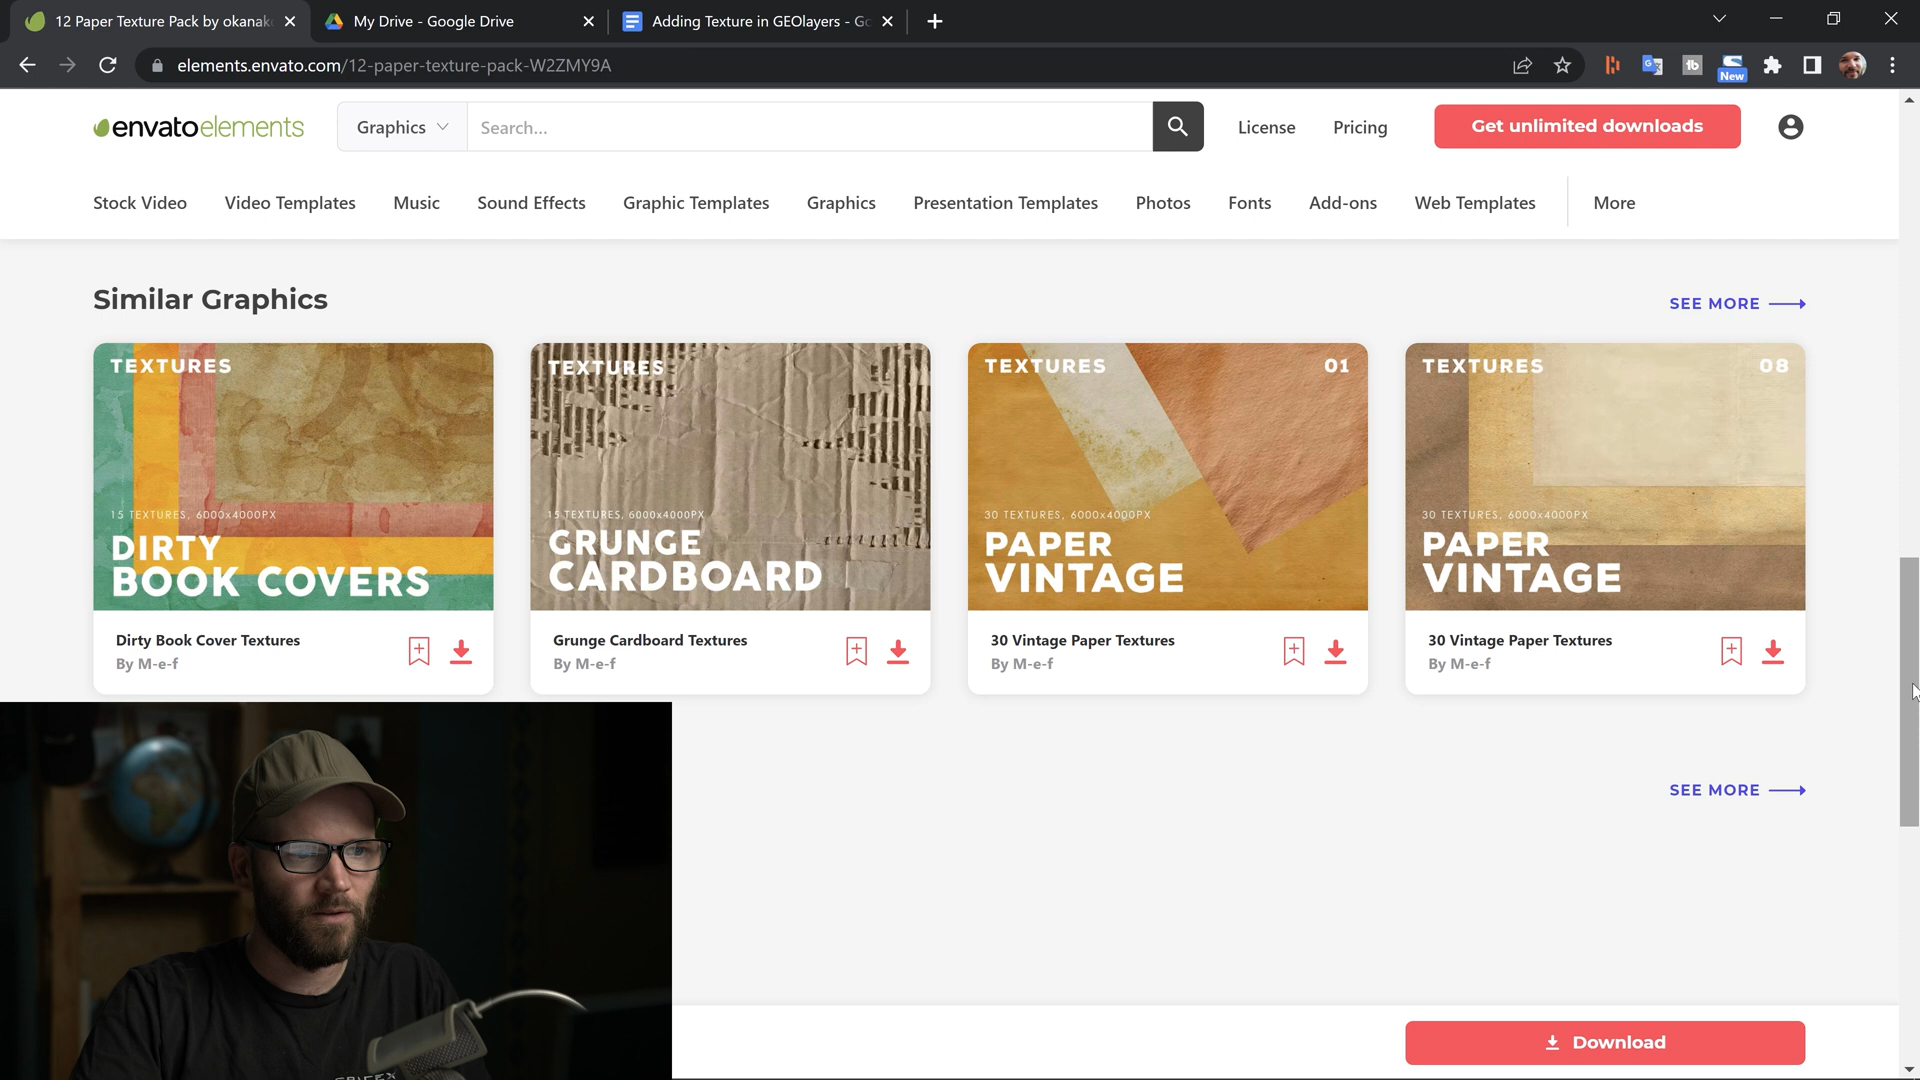 12 Paper Texture Pack by okanak
My Drive - Google Drive
Adding Texture in GEOlayers - Go
elements.envato.com/12-paper-texture-pack-W2ZMY9A
New
envatoelements
Graphics
Search...
License
Pricing
Get unlimited downloads
Stock Video
Video Templates
Music
Sound Effects
Graphic Templates
Graphics
Presentation Templates
Photos
Fonts
Add-ons
Web Templates
More
Similar Graphics
SEE MORE
TEXTURES
15 TEXTURES, 6000x4000PX
DIRTY
BOOK COVERS
Dirty Book Cover Textures
By M-e-f
TEXTURES
15 TEXTURES, 6000x4000PX
GRUNGE
CARDBOARD
Grunge Cardboard Textures
By M-e-f
TEXTURES 01
30 TEXTURES, 6000x4000PX
PAPER
VINTAGE
30 Vintage Paper Textures
By M-e-f
TEXTURES 08
30 TEXTURES, 6000x4000PX
PAPER
VINTAGE
30 Vintage Paper Textures
By M-e-f
SEE MORE
Download